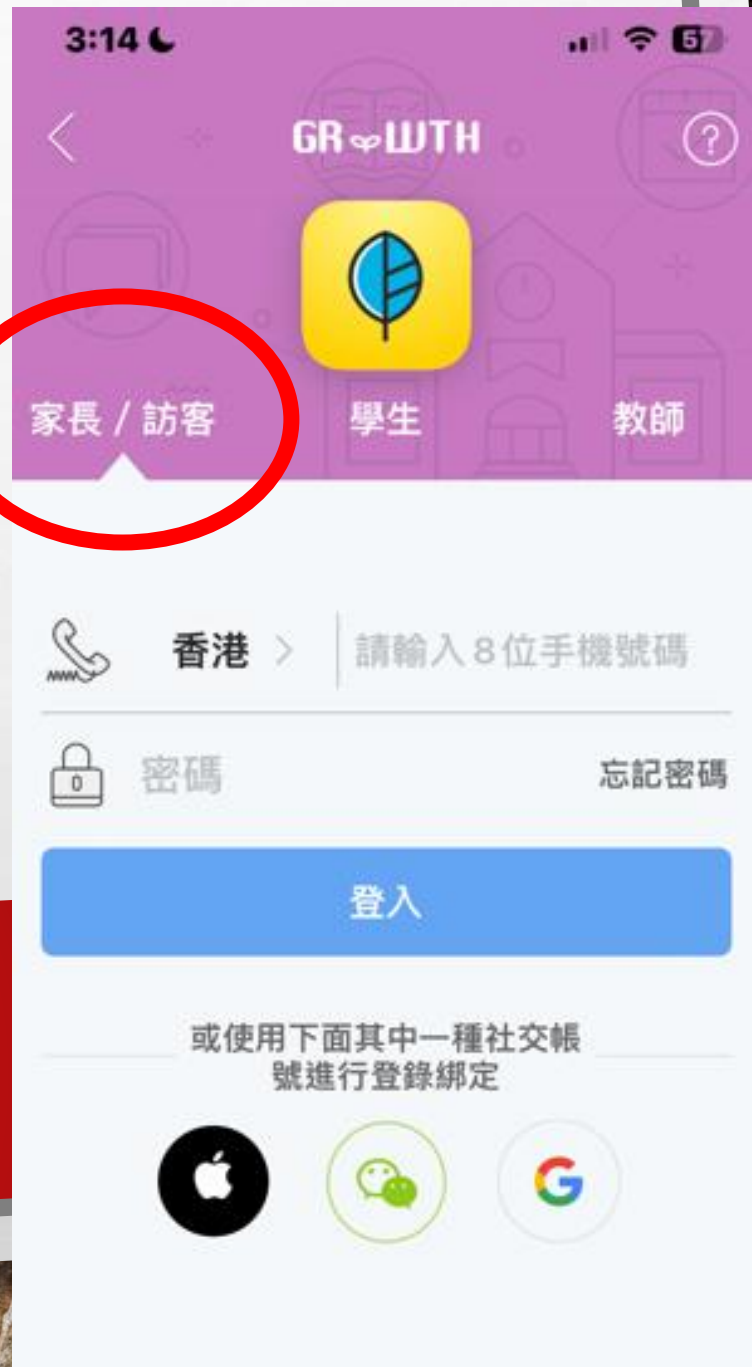 3:14
57
GROWTH
?
家長 / 訪客
學生
教師
香港 >
請輸入8位手機號碼
0
密碼
忘記密碼
登入
或使用下面其中一種社交帳
號進行登錄綁定
G